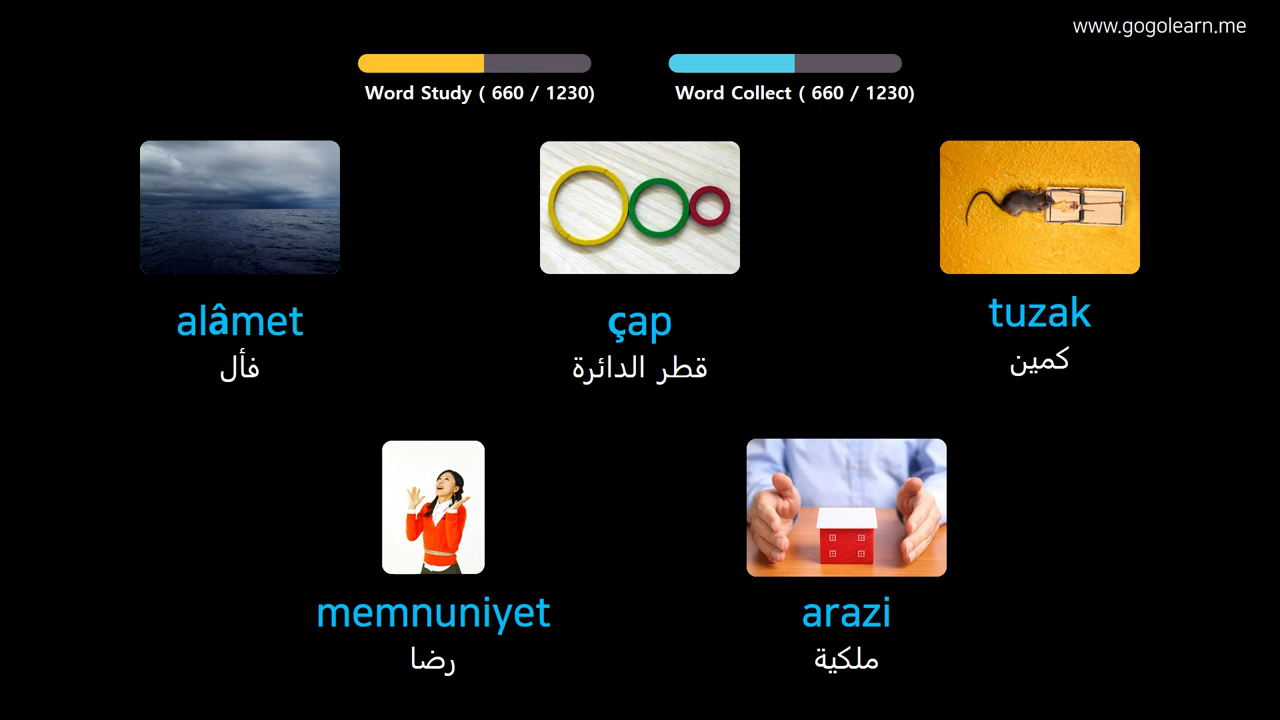 www.gogolearn.me
Word Study ( 660 / 1230)
Word Collect ( 660 / 1230)
alâmet
فأل
çap
قطر الدائرة
tuzak
كمين
memnuniyet
رضا
arazi
ملكية